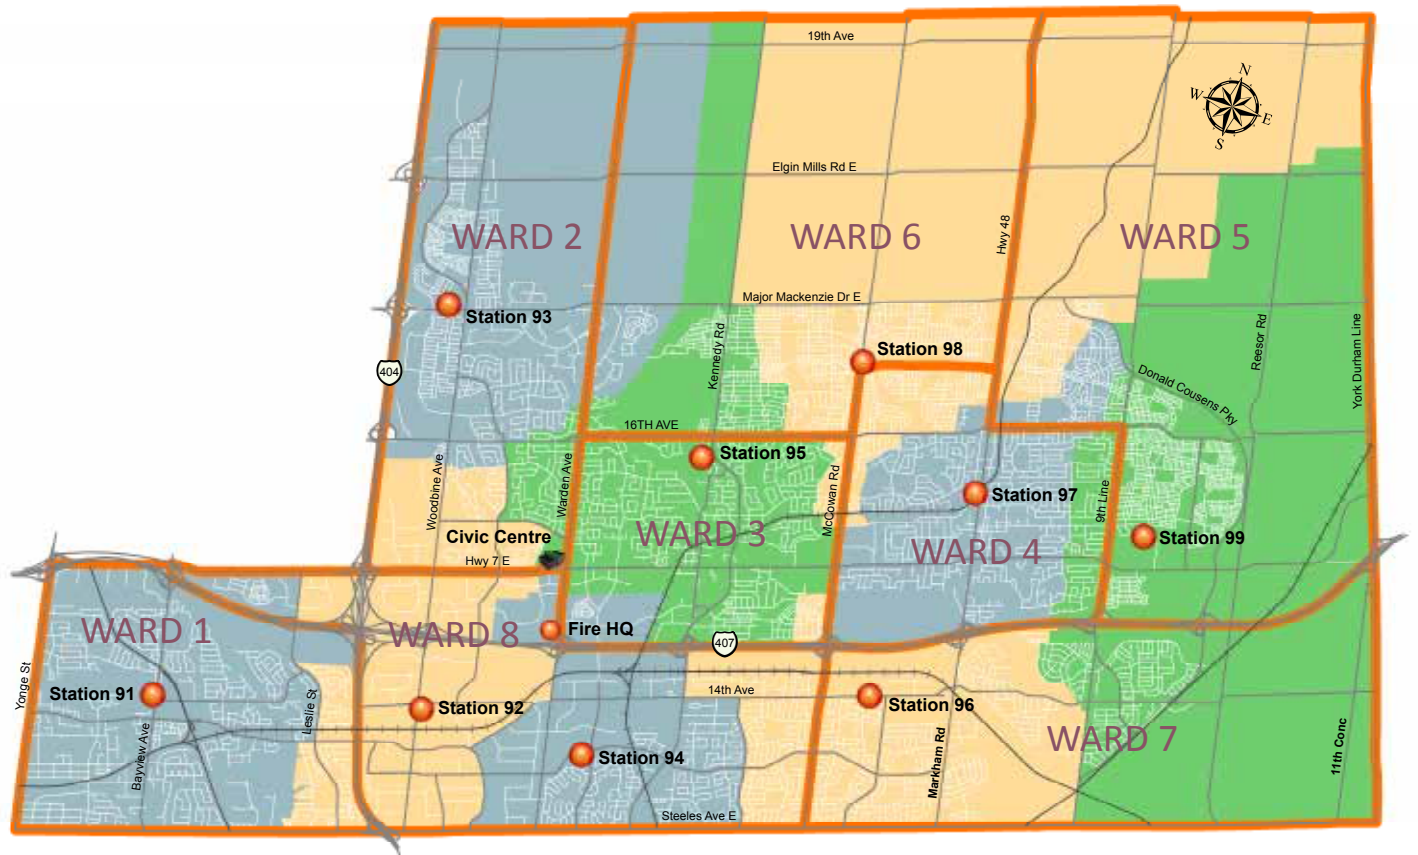 19th Ave
N
W
E
S
Elgin Mills Rd E
WARD 2
WARD 6
Hwy 48
WARD 5
Major Mackenzie Dr E
Station 93
Kennedy Rd
Station 98
Reesor Rd
York Durham Line
404
Donald Cousens Pky
16TH AVE
Station 95
Woodbine Ave
Warden Ave
McCowan Rd
Station 97
9th Line
Civic Centre
WARD 3
Station 99
Hwy 7 E
WARD 4
WARD 1
WARD 8
Fire HQ
407
Yonge St
Station 91
Leslie St
14th Ave
Station 92
Station 96
Bayview Ave
Station 94
Markham Rd
WARD 7
11th Conc
Steeles Ave E